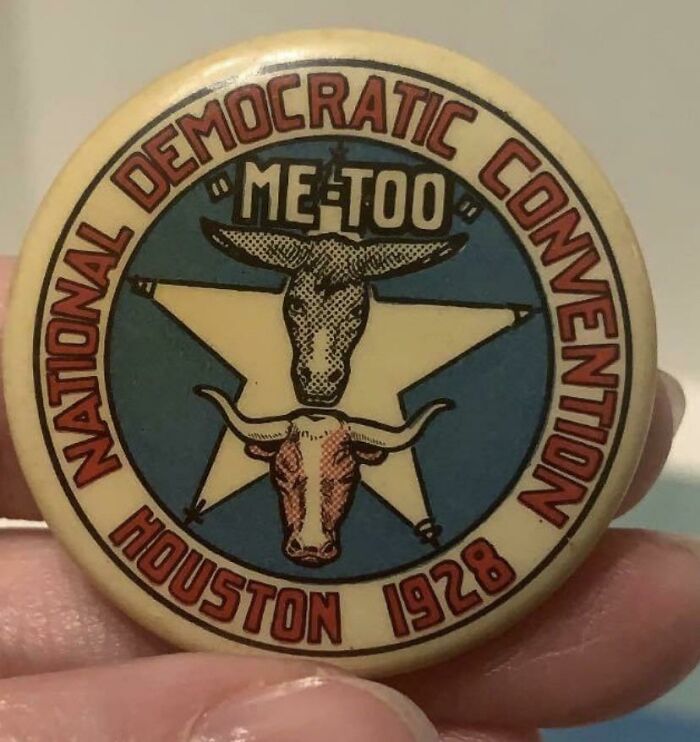 NATIONAL DEMOCRATIC CONVENTION
"ME-TOO"
HOUSTON 1928